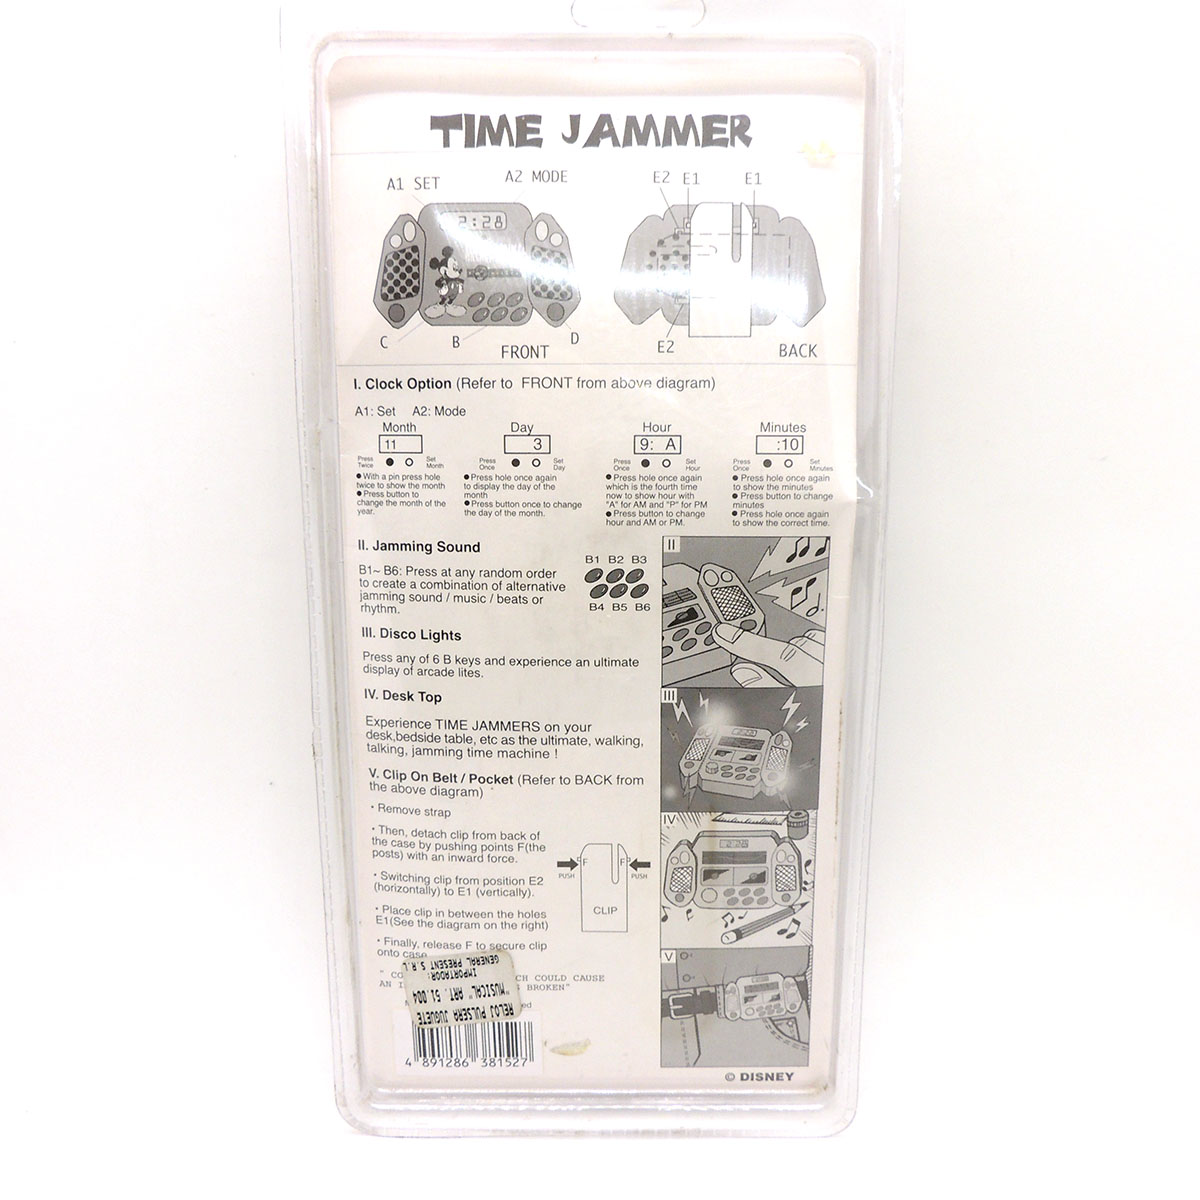 TIME JAMMER
A1 SET
A2 MODE
2:28
C
B
D
FRONT
E2 E1 E1
E2
BACK
I. Clock Option (Refer to FRONT from above diagram)
A1: Set A2: Mode
Month
11
Press Twice
Set Month
With a pin press hole
twice to show the month
Press button to
change the month of the
year.
Day
3
Press Once
Set Day
Press hole once again
to display the day of the
month
Press button once to change
the day of the month.
Hour
9: A
Press Once
Set Hour
Press hole once again
which is the fourth time
now to show hour with
"A" for AM and "P" for PM
Press button to change
hour and AM or PM.
Minutes
:10
Press Once
Set Minutes
Press hole once again
to show the minutes
Press button to change
minutes
Press hole once again
to show the correct time.
II. Jamming Sound
B1~ B6: Press at any random order
to create a combination of alternative
jamming sound / music / beats or
rhythm.
B1 B2 B3
B4 B5 B6
III. Disco Lights
Press any of 6 B keys and experience an ultimate
display of arcade lites.
IV. Desk Top
Experience TIME JAMMERS on your
desk,bedside table, etc as the ultimate, walking,
talking, jamming time machine !
V. Clip On Belt / Pocket (Refer to BACK from
the above diagram)
· Remove strap
· Then, detach clip from back of
the case by pushing points F(the
posts) with an inward force.
· Switching clip from position E2
(horizontally) to E1 (vertically).
· Place clip in between the holes
E1(See the diagram on the right)
· Finally, release F to secure clip
onto case
F F
PUSH PUSH
CLIP
II
III
IV
V
" CO CH COULD CAUSE
AN I BROKEN"
RELOJ PULSERA JUGUETE
"MUSICAL" ART. 51.004
IMPORTADOR:
GENERAL PRESENT S.R.L
4 891286 381527
© DISNEY